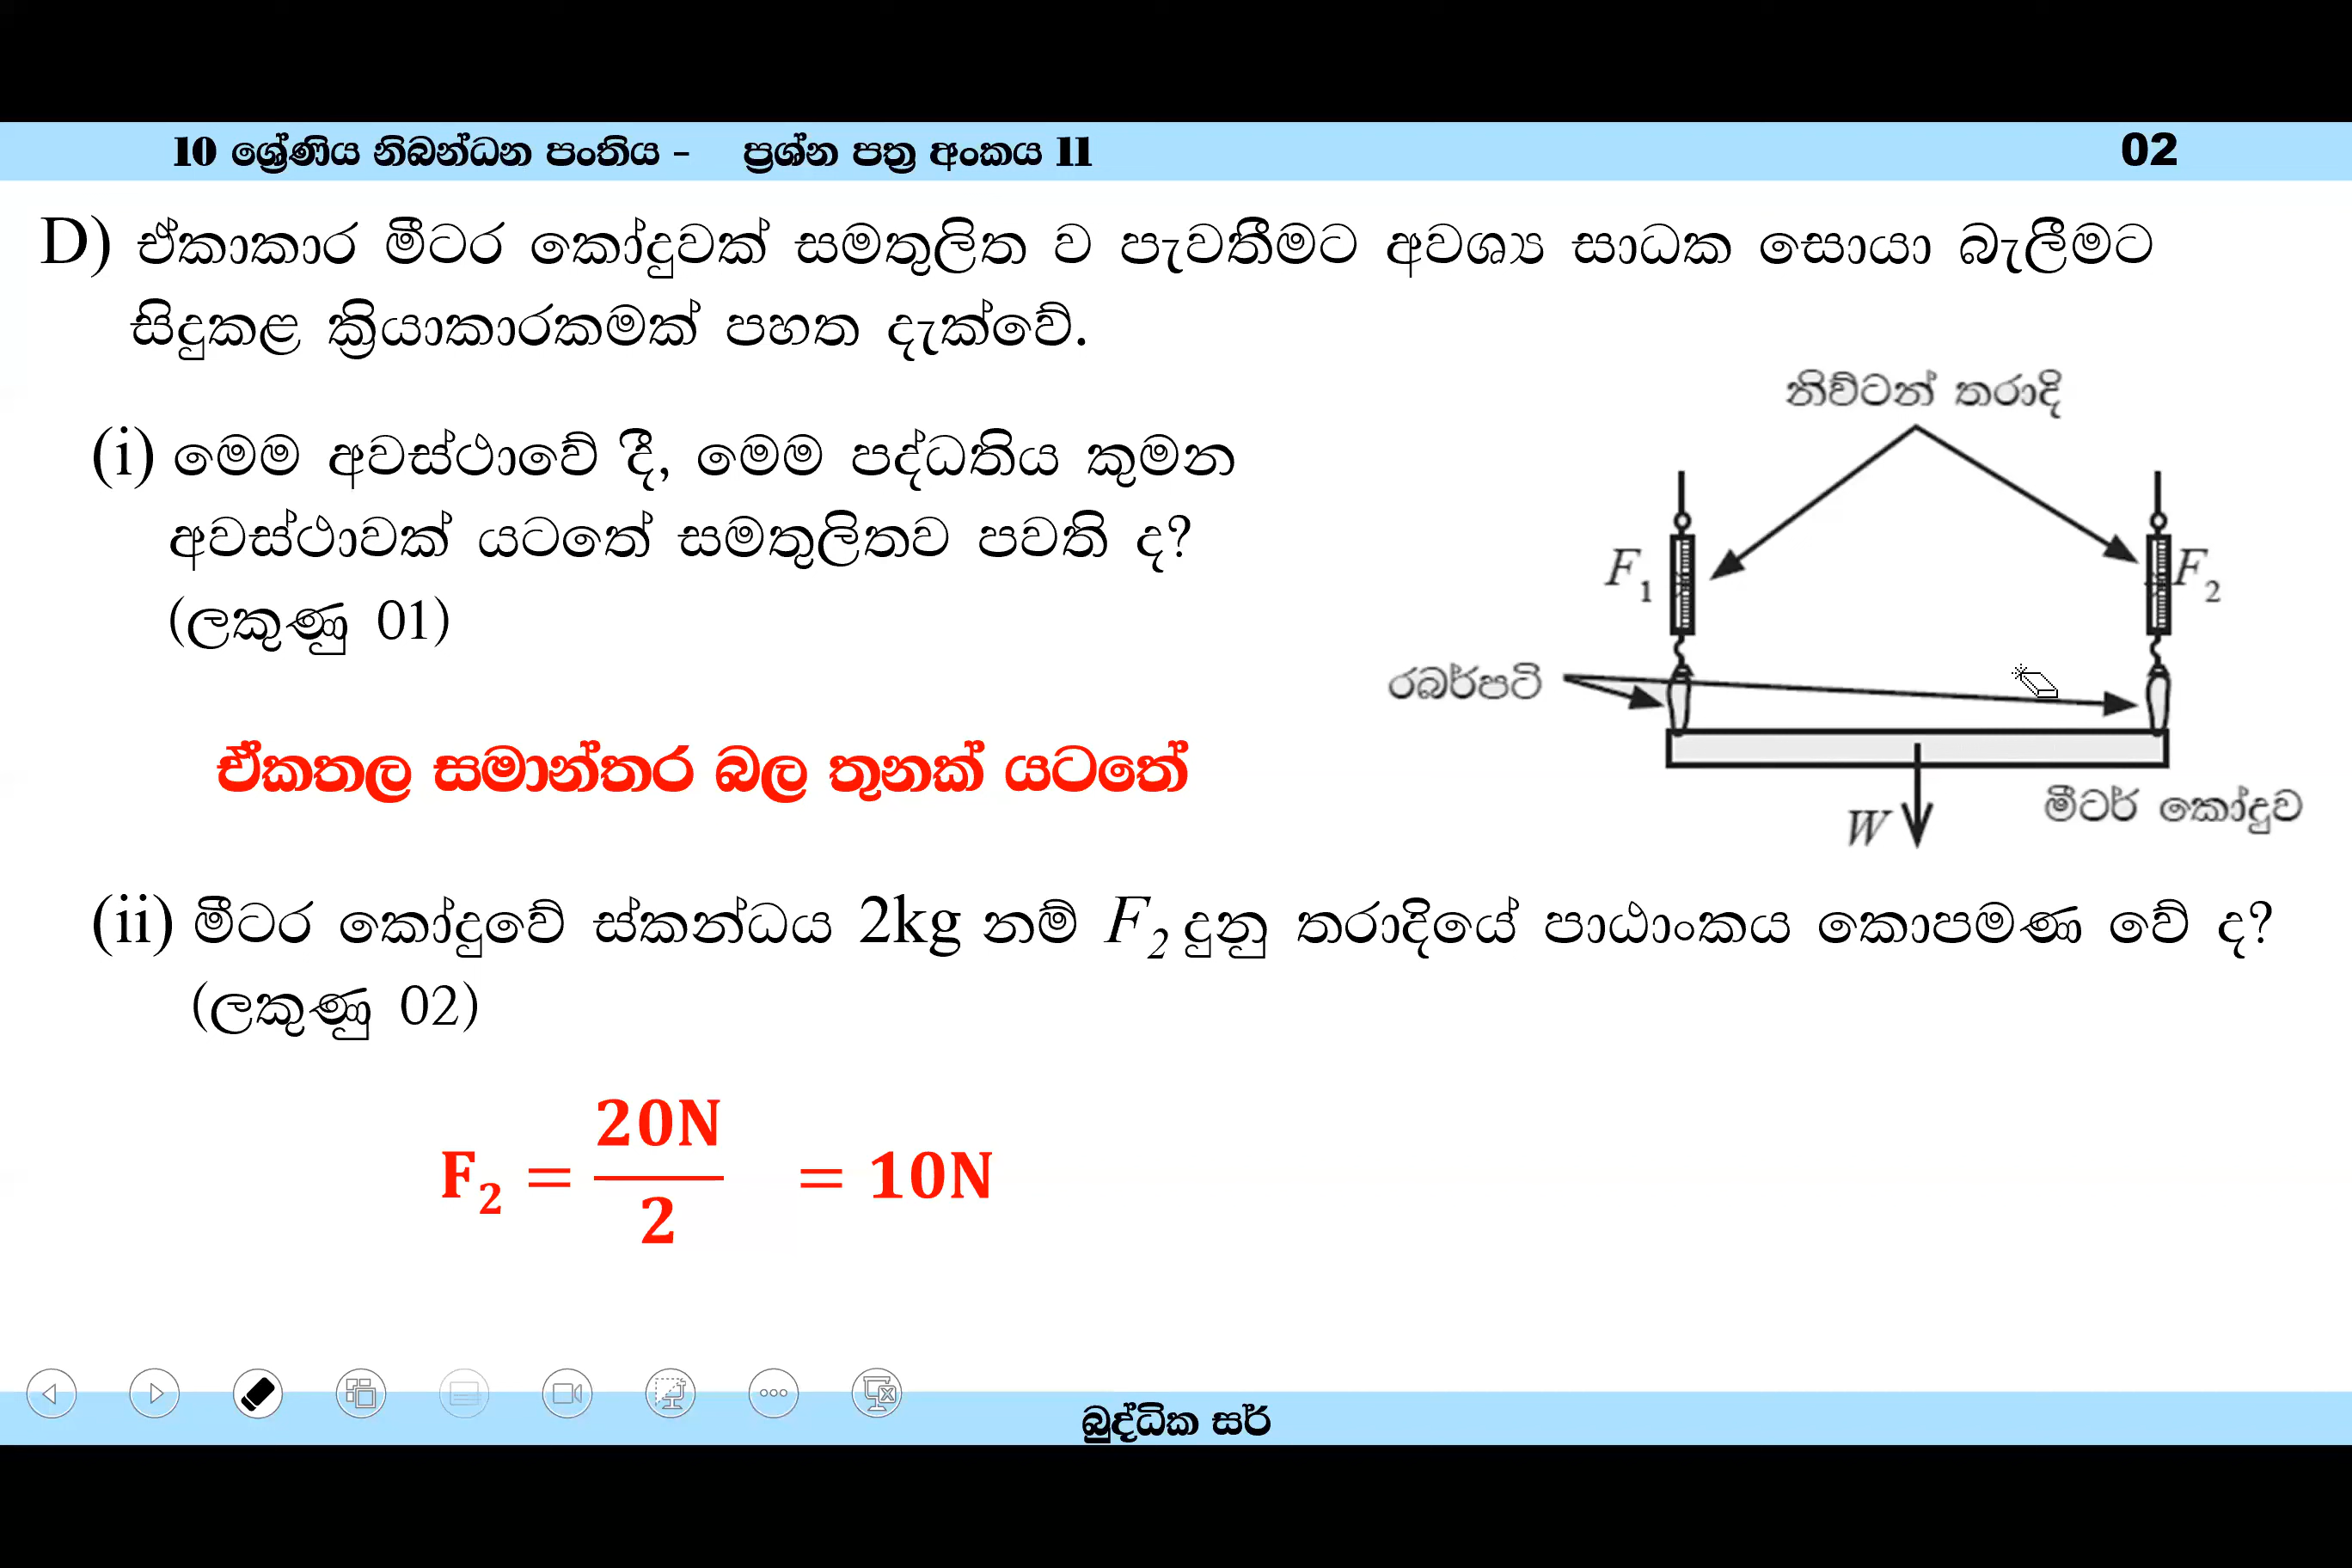 10 ශ්‍රේණිය නිබන්ධන පංතිය - ප්‍රශ්න පත්‍ර අංකය 11 02
D) ඒකාකාර මීටර කෝදුවක් සමතුලිත ව පැවතීමට අවශ්‍ය සාධක සොයා බැලීමට
සිදුකළ ක්‍රියාකාරකමක් පහත දැක්වේ.
නිව්ටන් තරාදි
(i) මෙම අවස්ථාවේ දී, මෙම පද්ධතිය කුමන
අවස්ථාවක් යටතේ සමතුලිතව පවතී ද?
(ලකුණු 01)
F1 F2
රබර්පටි
ඒකතල සමාන්තර බල තුනක් යටතේ
W මීටර් කෝදුව
(ii) මීටර කෝදුවේ ස්කන්ධය 2kg නම් F2 දුනු තරාදියේ පාඨාංකය කොපමණ වේ ද?
(ලකුණු 02)
F2 = 20N/2 = 10N
බුද්ධික සර්